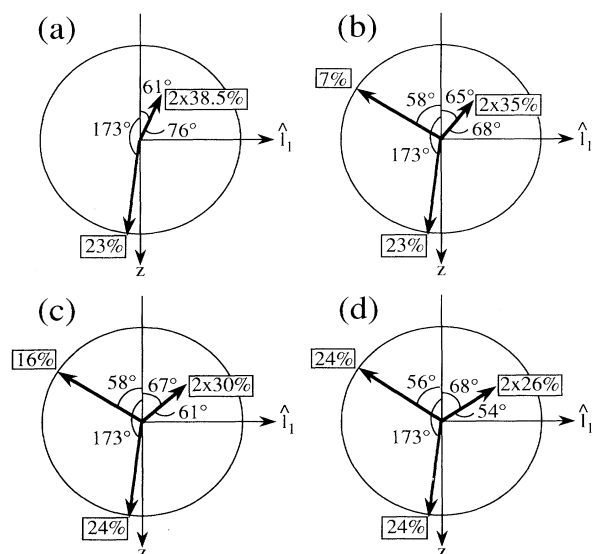 (a)
61°
2x38.5%
173°
76°
l̂₁
23%
z
(b)
7%
58°
65°
2x35%
68°
173°
l̂₁
23%
z
(c)
16%
58°
67°
2x30%
61°
173°
l̂₁
24%
z
(d)
24%
56°
68°
2x26%
54°
173°
l̂₁
24%
z